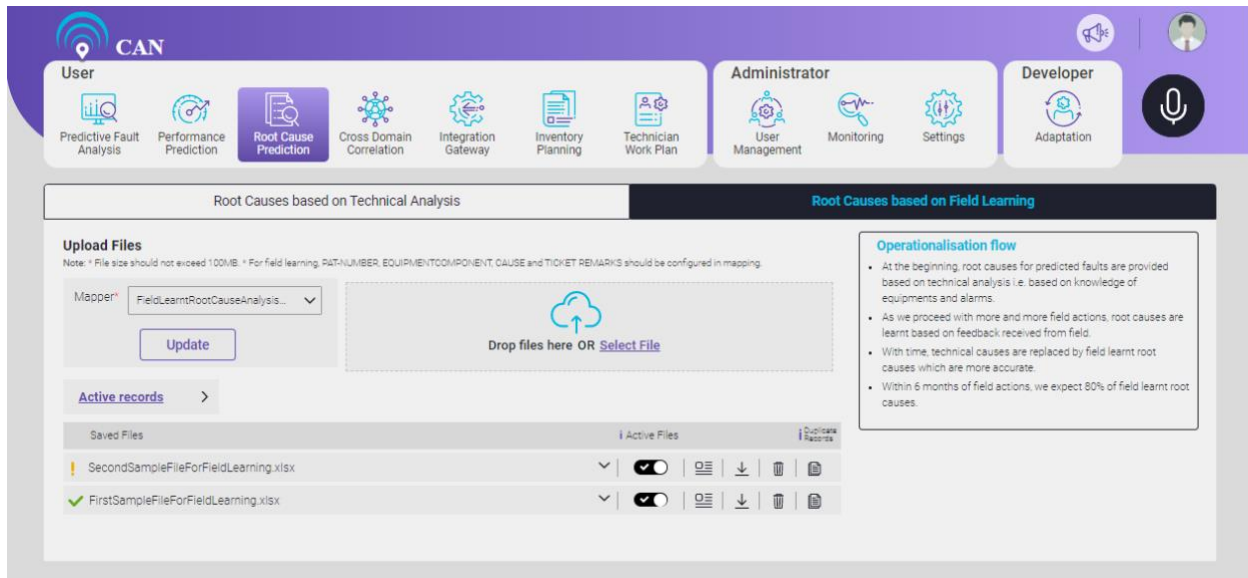 CAN
User
Administrator
Developer
Predictive Fault
Analysis
Performance
Prediction
Root Cause
Prediction
Cross Domain
Correlation
Integration
Gateway
Inventory
Planning
Technician
Work Plan
User
Management
Monitoring
Settings
Adaptation
Root Causes based on Technical Analysis
Root Causes based on Field Learning
Upload Files
Note: * File size should not exceed 100MB. * For field learning, PAT-NUMBER, EQUIPMENTCOMPONENT, CAUSE and TICKET REMARKS should be configured in mapping.
Mapper*
FieldLearntRootCauseAnalysis...
Update
Drop files here OR Select File
Active records
Saved Files
i Active Files
i Duplicate
Records
SecondSampleFileForFieldLearning.xlsx
FirstSampleFileForFieldLearning.xlsx
Operationalisation flow
• At the beginning, root causes for predicted faults are provided
based on technical analysis i.e. based on knowledge of
equipments and alarms.
• As we proceed with more and more field actions, root causes are
learnt based on feedback received from field.
• With time, technical causes are replaced by field learnt root
causes which are more accurate.
• Within 6 months of field actions, we expect 80% of field learnt root
causes.